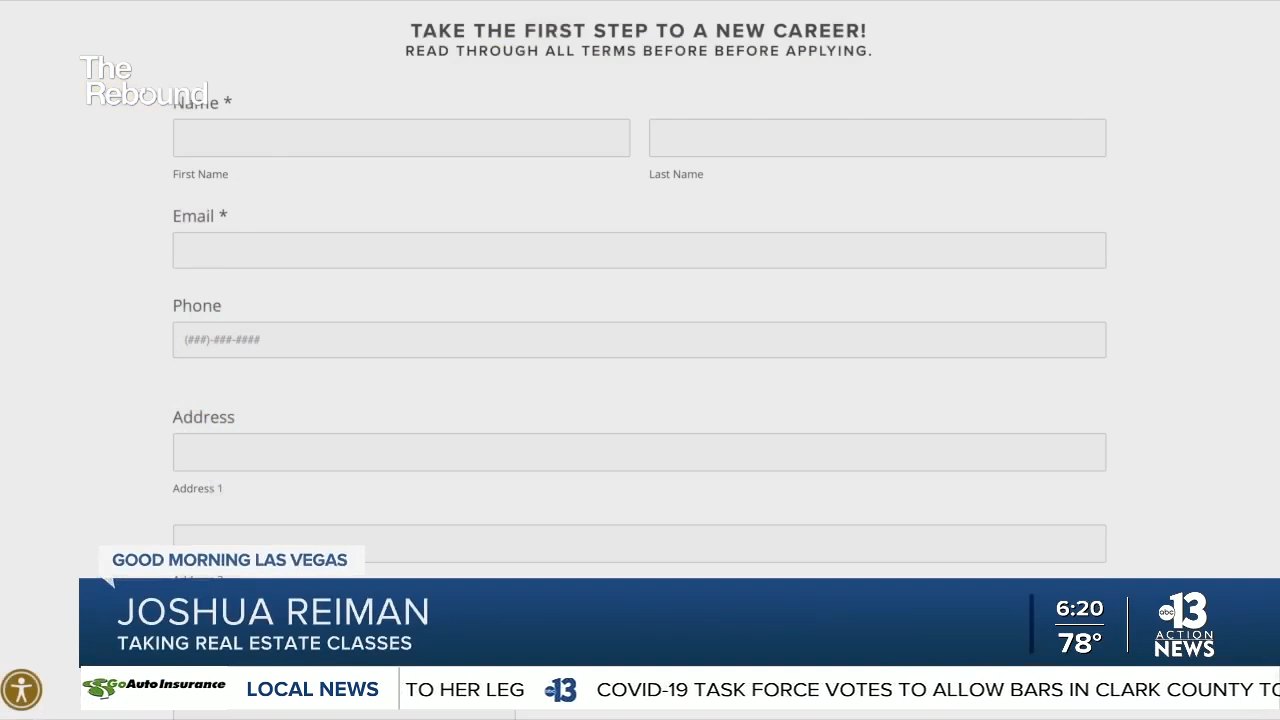 TAKE THE FIRST STEP TO A NEW CAREER!
READ THROUGH ALL TERMS BEFORE BEFORE APPLYING.
The
Rebound
Name *
First Name
Last Name
Email *
Phone
(###)-###-####
Address
Address 1
GOOD MORNING LAS VEGAS
JOSHUA REIMAN
TAKING REAL ESTATE CLASSES
6:20
78°
abc 13
ACTION
NEWS
GoAutoInsurance
LOCAL NEWS
TO HER LEG
abc 13
COVID-19 TASK FORCE VOTES TO ALLOW BARS IN CLARK COUNTY TO